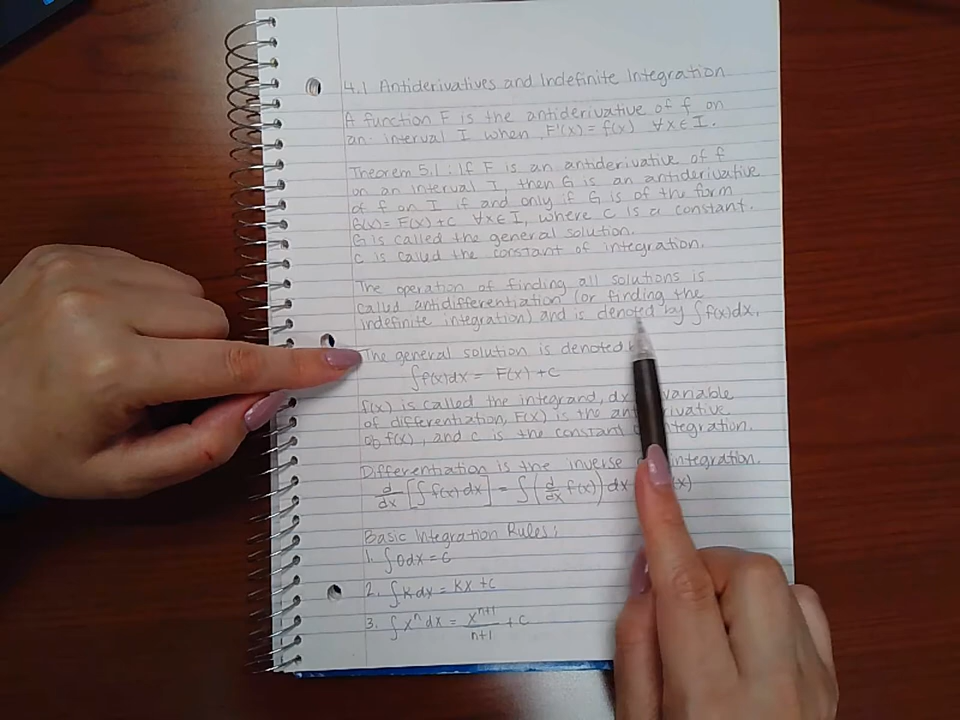 4.1 Antiderivatives and Indefinite Integration
A function F is the antiderivative of f on
an interval I when F'(x) = f(x) ∀x∈I.
Theorem 5.1: If F is an antiderivative of f
on an interval I, then G is an antiderivative
of f on I if and only if G is of the form
G(x) = F(x) + C ∀x∈I, where C is a constant.
G is called the general solution.
C is called the constant of integration.
The operation of finding all solutions is
called antidifferentiation (or finding the
indefinite integration) and is denoted by ∫f(x)dx.
The general solution is denoted
∫f(x)dx = F(x) + C
f(x) is called the integrand, dx variable
of differentiation, F(x) is the
of f(x), and C is the constant integration.
Differentiation is the inverse integration.
d/dx [∫f(x)dx] = ∫(d/dx f(x)) dx (x)
Basic Integration Rules:
1. ∫0dx = C
2. ∫k dx = kx + C
3. ∫x^n dx = x^(n+1)/(n+1) + C